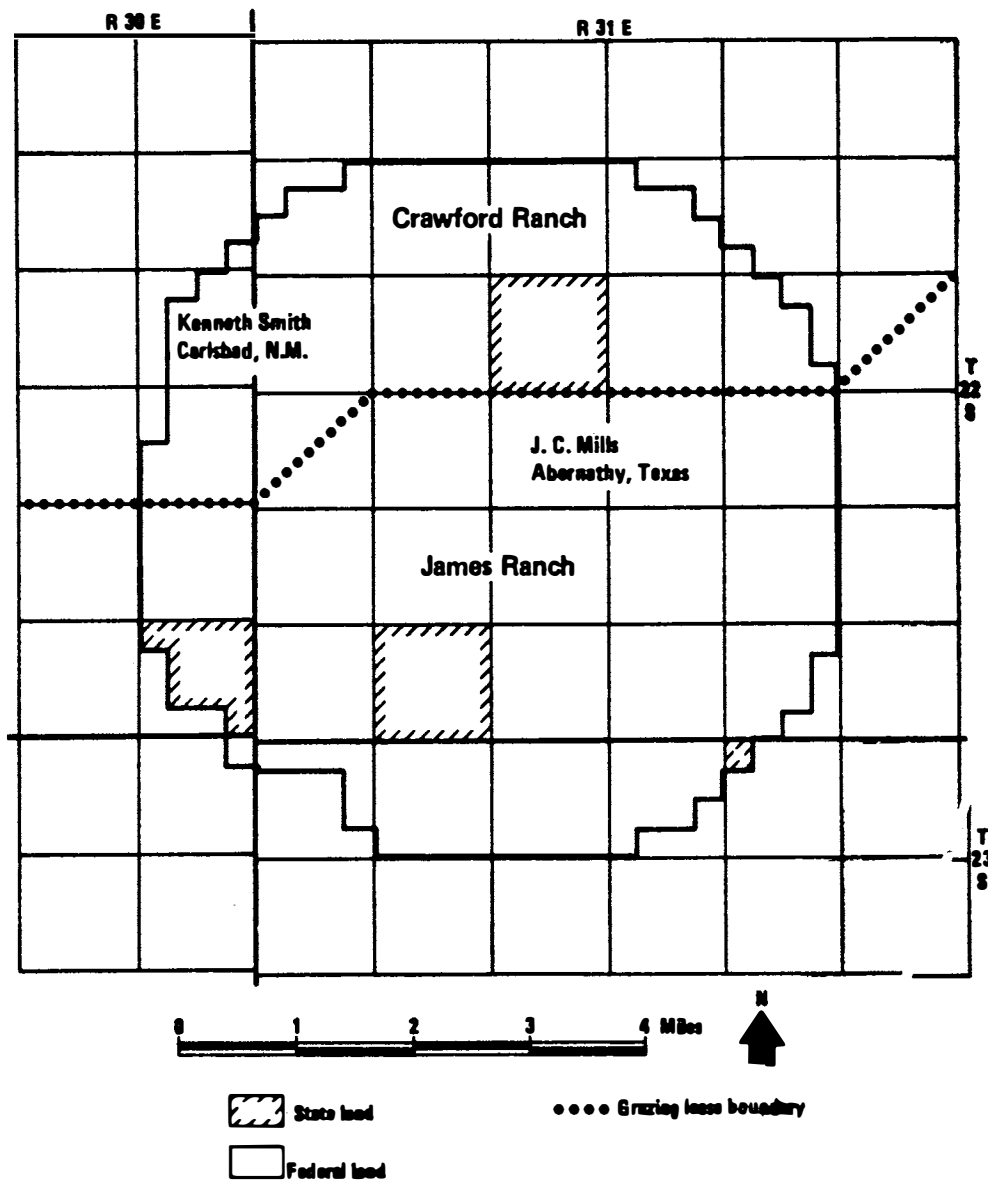 R 30 E
R 31 E
Crawford Ranch
Kenneth Smith
Carlsbad, N.M.
T
22
S
J. C. Mills
Abernathy, Texas
James Ranch
T
23
S
N
0 1 2 3 4 Miles
State land
Grazing lease boundary
Federal land